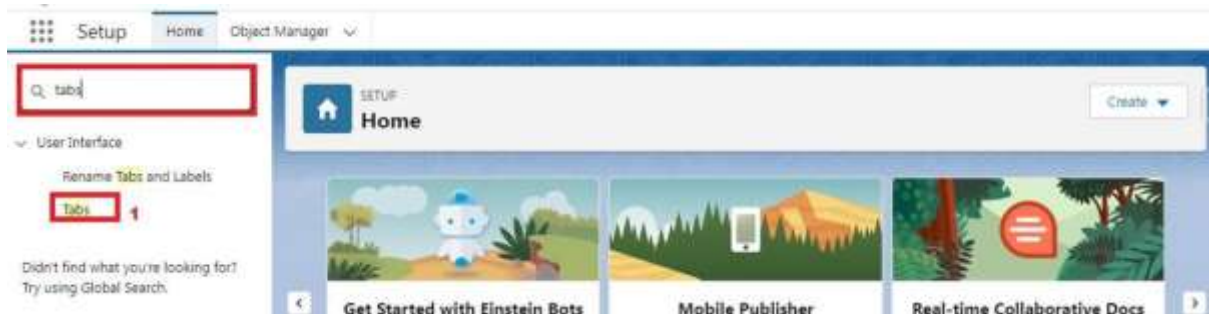 Setup Home Object Manager
tabs
SETUP
Home
Create
User Interface
Rename Tabs and Labels
Tabs 1
Didn't find what you're looking for?
Try using Global Search.
Get Started with Einstein Bots
Mobile Publisher
Real-time Collaborative Docs